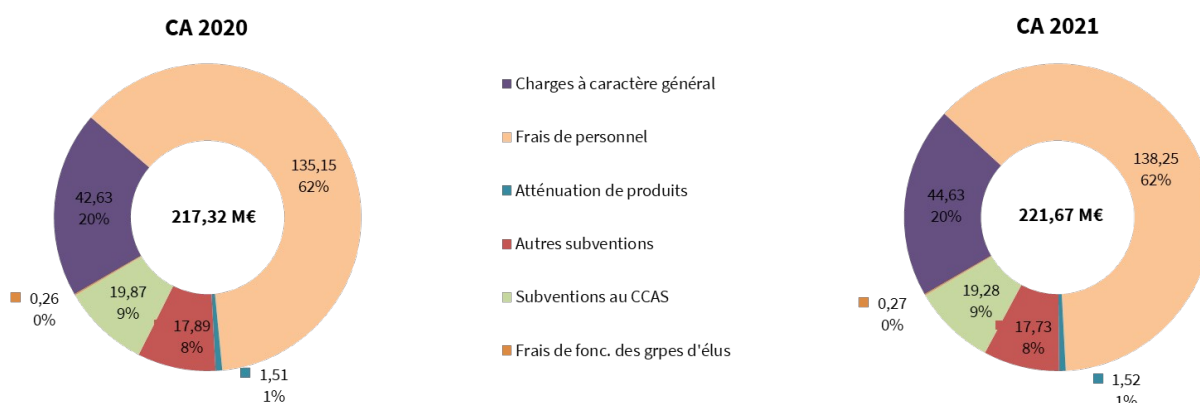 CA 2020
135,15
62%
42,63
20%
217,32 M€
0,26
0%
19,87
9%
17,89
8%
1,51
1%
Charges à caractère général
Frais de personnel
Atténuation de produits
Autres subventions
Subventions au CCAS
Frais de fonc. des grpes d'élus
CA 2021
138,25
62%
44,63
20%
221,67 M€
0,27
0%
19,28
9%
17,73
8%
1,52
1%